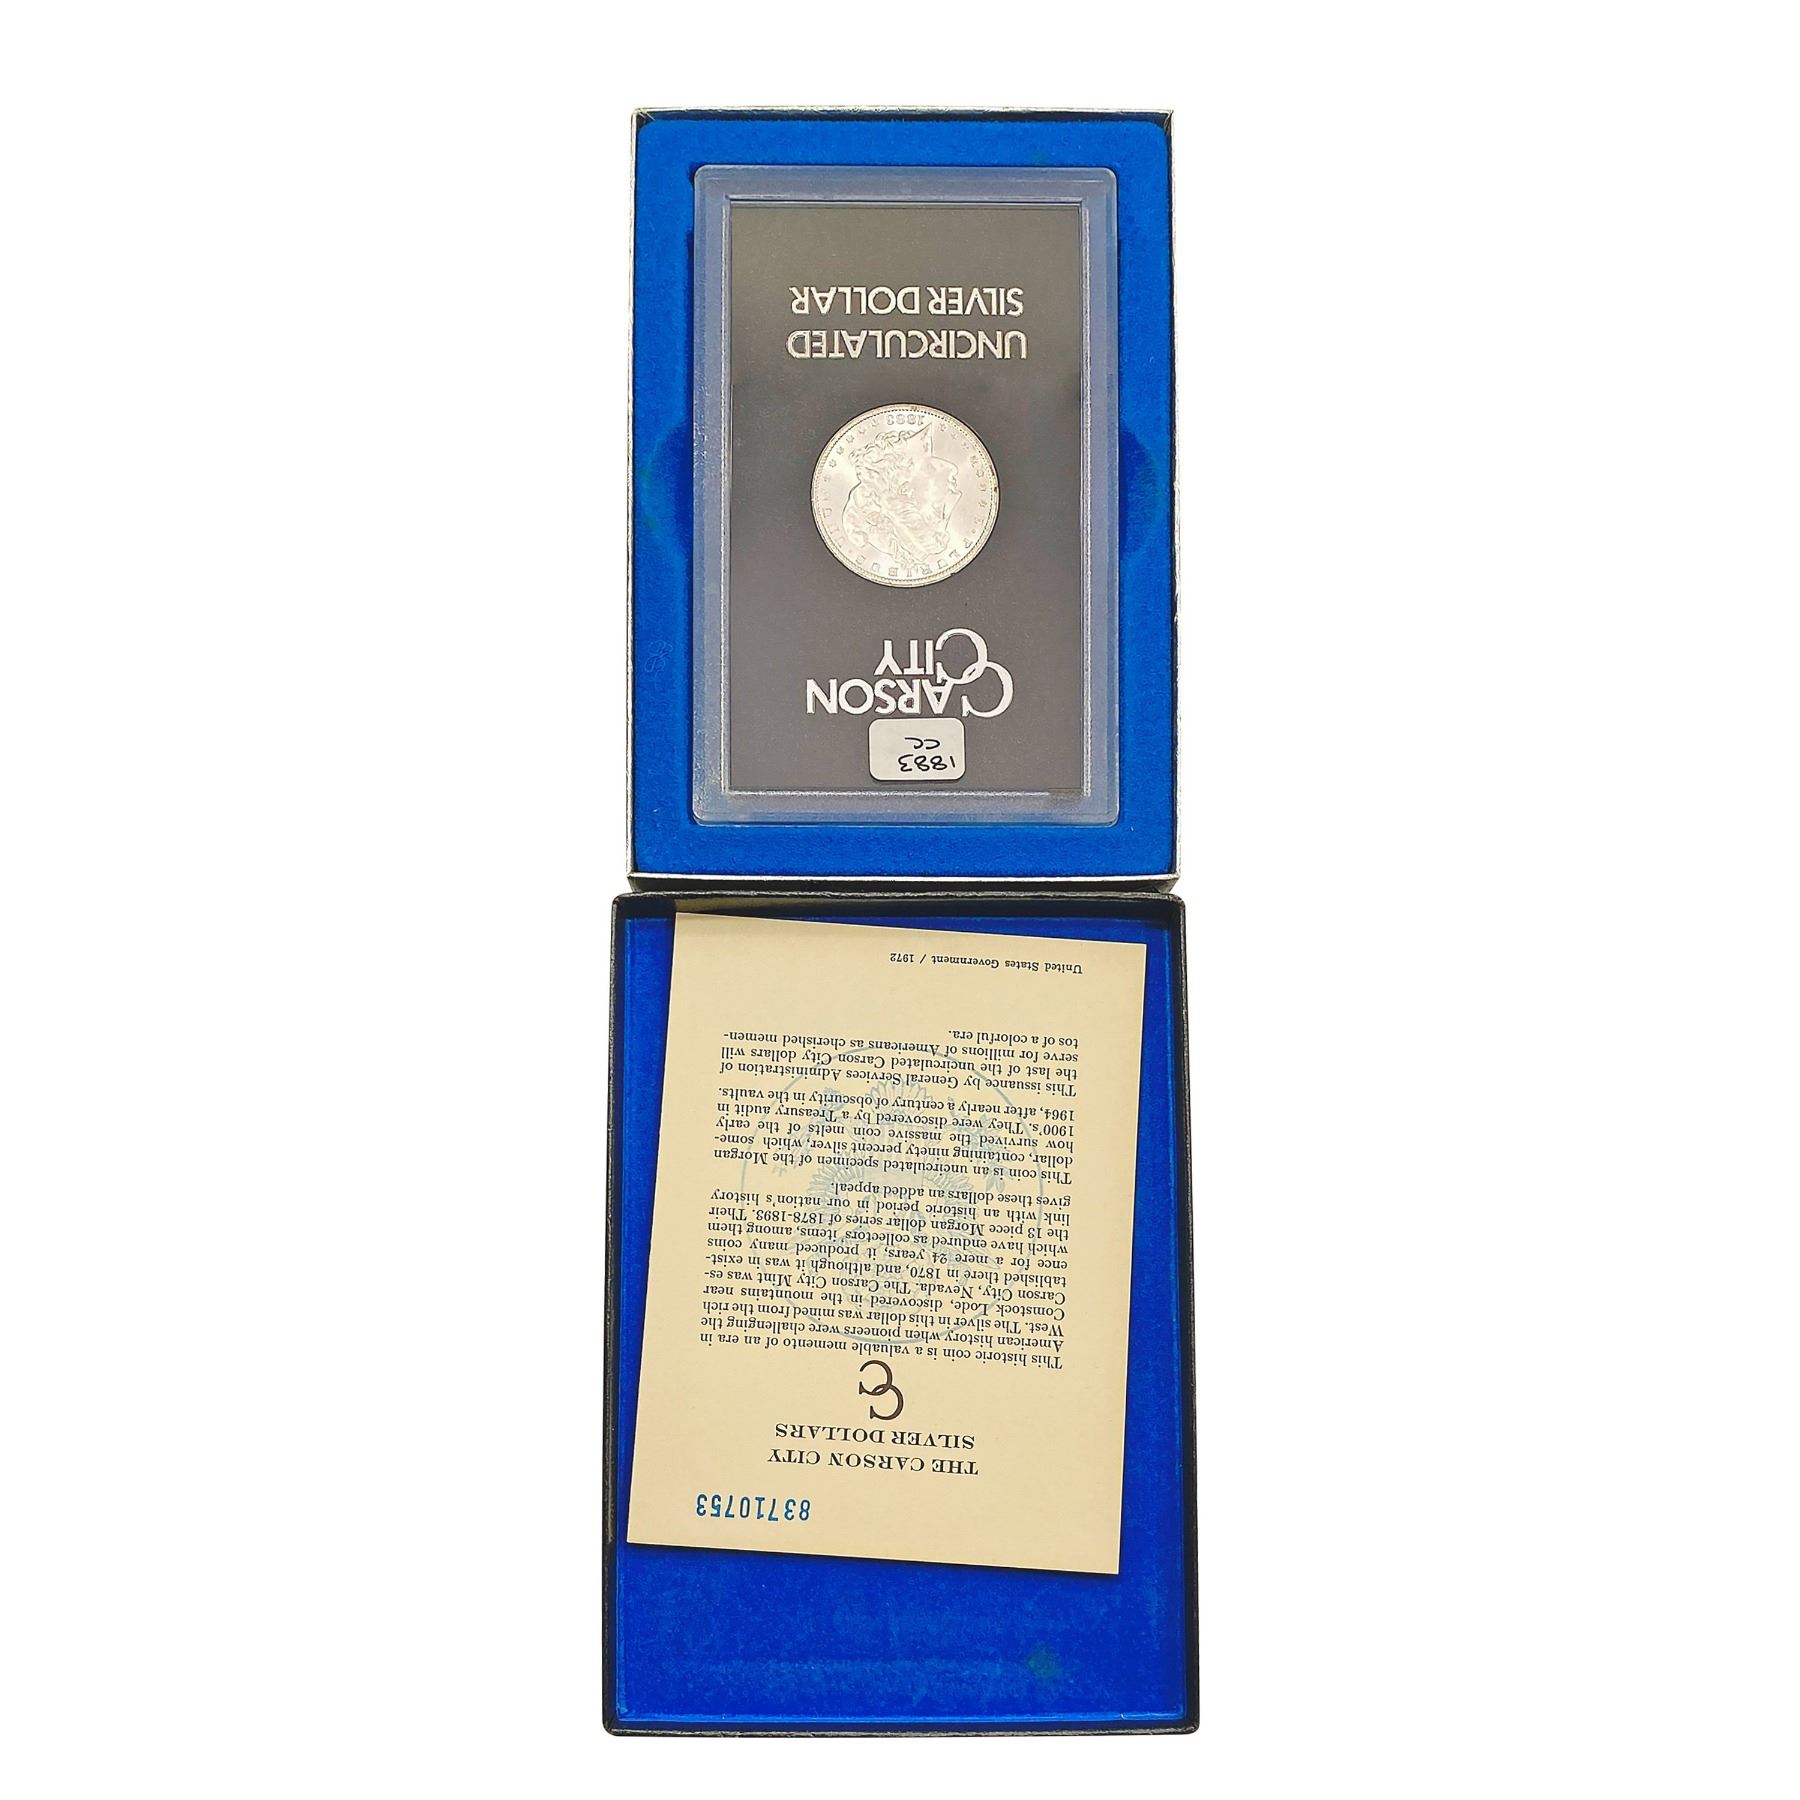 83710753
THE CARSON CITY
SILVER DOLLARS
CC
This historic coin is a valuable memento of an era in
American history when pioneers were challenging the
West. The silver in this dollar was mined from the rich
Comstock Lode, discovered in the mountains near
Carson City, Nevada. The Carson City Mint was es-
tablished there in 1870, and although it was in exist-
ence for a mere 24 years, it produced many coins
which have endured as collectors' items, among them
the 13 piece Morgan dollar series of 1878-1893. Their
link with an historic period in our nation's history
gives these dollars an added appeal.
This coin is an uncirculated specimen of the Morgan
dollar, containing ninety percent silver, which some-
how survived the massive coin melts of the early
1900's. They were discovered by a Treasury audit in
1964, after nearly a century of obscurity in the vaults.
This issuance by General Services Administration of
the last of the uncirculated Carson City dollars will
serve for millions of Americans as cherished memen-
tos of a colorful era.
United States Government / 1972
1883
CC
CARSON
CITY
E·PLURIBUS·UNUM
1883
UNCIRCULATED
SILVER DOLLAR